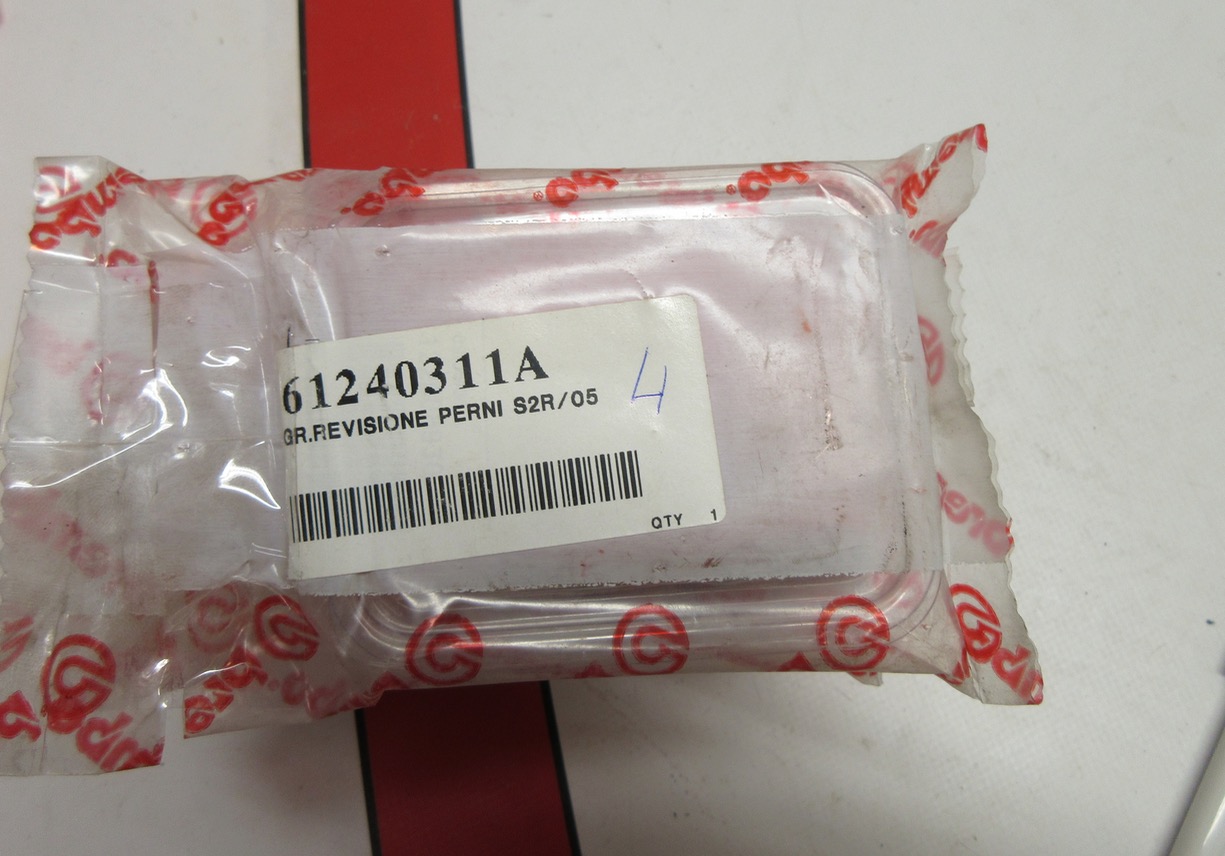 61240311A
GR.REVISIONE PERNI S2R/05
4
QTY 1